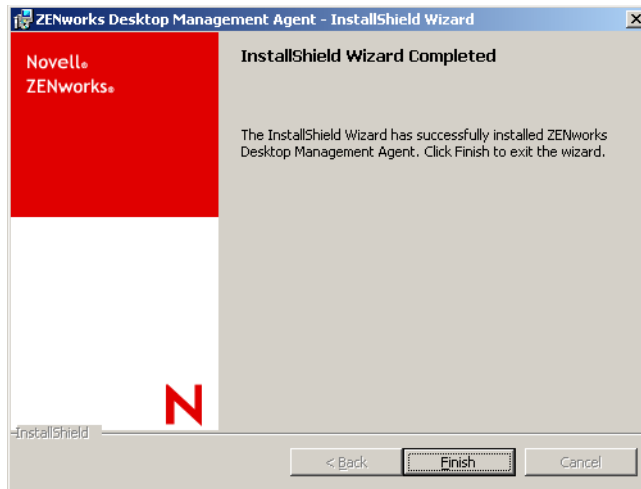 ZENworks Desktop Management Agent - InstallShield Wizard
Novell®
ZENworks®
InstallShield Wizard Completed
The InstallShield Wizard has successfully installed ZENworks
Desktop Management Agent. Click Finish to exit the wizard.
N
InstallShield
< Back
Finish
Cancel